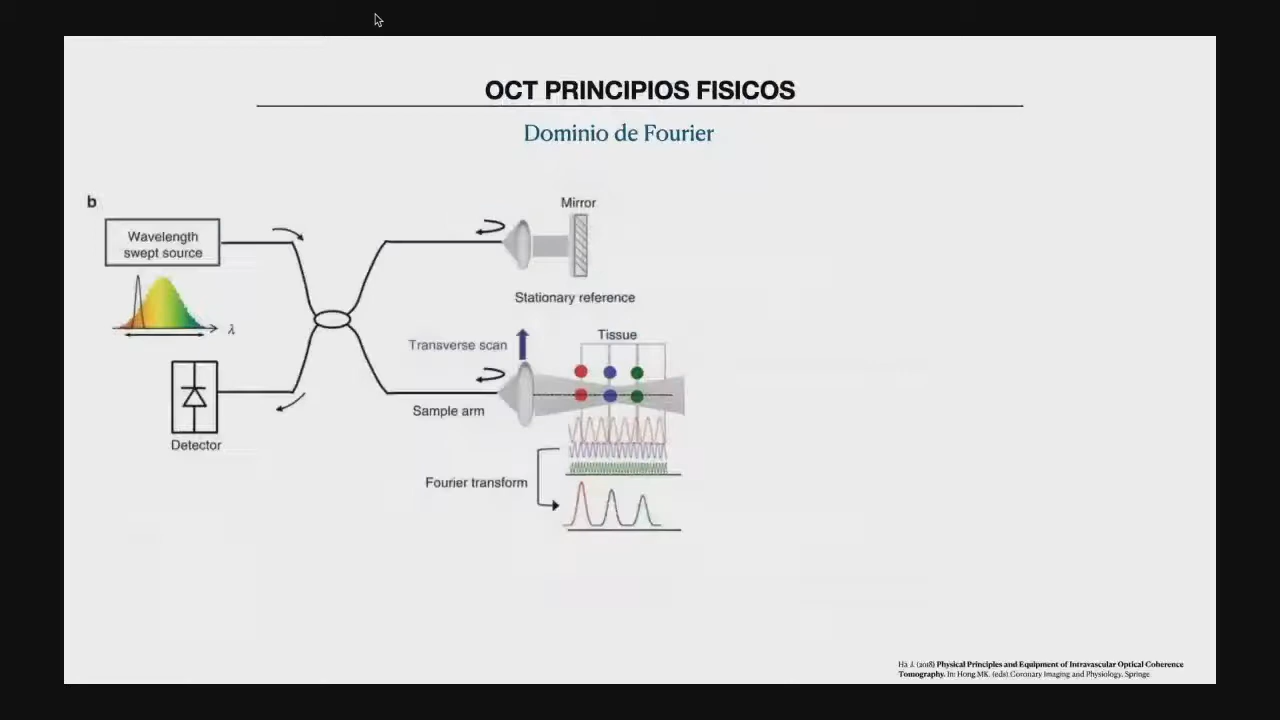 OCT PRINCIPIOS FISICOS
Dominio de Fourier
b
Wavelength
swept source
λ
Detector
Mirror
Stationary reference
Transverse scan
Tissue
Sample arm
Fourier transform
Ha J. (2018) Physical Principles and Equipment of Intravascular Optical Coherence
Tomography. In: Hong MK. (eds) Coronary Imaging and Physiology. Springe